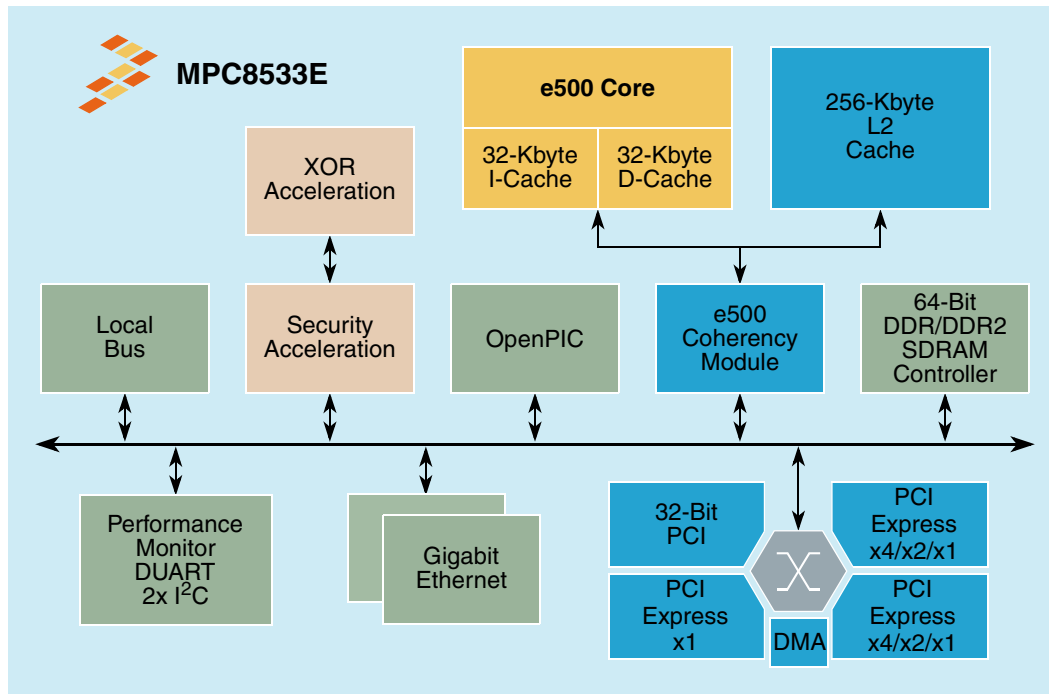 MPC8533E
e500 Core
32-Kbyte
I-Cache
32-Kbyte
D-Cache
256-Kbyte
L2
Cache
XOR
Acceleration
Local
Bus
Security
Acceleration
OpenPIC
e500
Coherency
Module
64-Bit
DDR/DDR2
SDRAM
Controller
Performance
Monitor
DUART
2x I²C
Gigabit
Ethernet
32-Bit
PCI
PCI
Express
x4/x2/x1
PCI
Express
x1
DMA
PCI
Express
x4/x2/x1